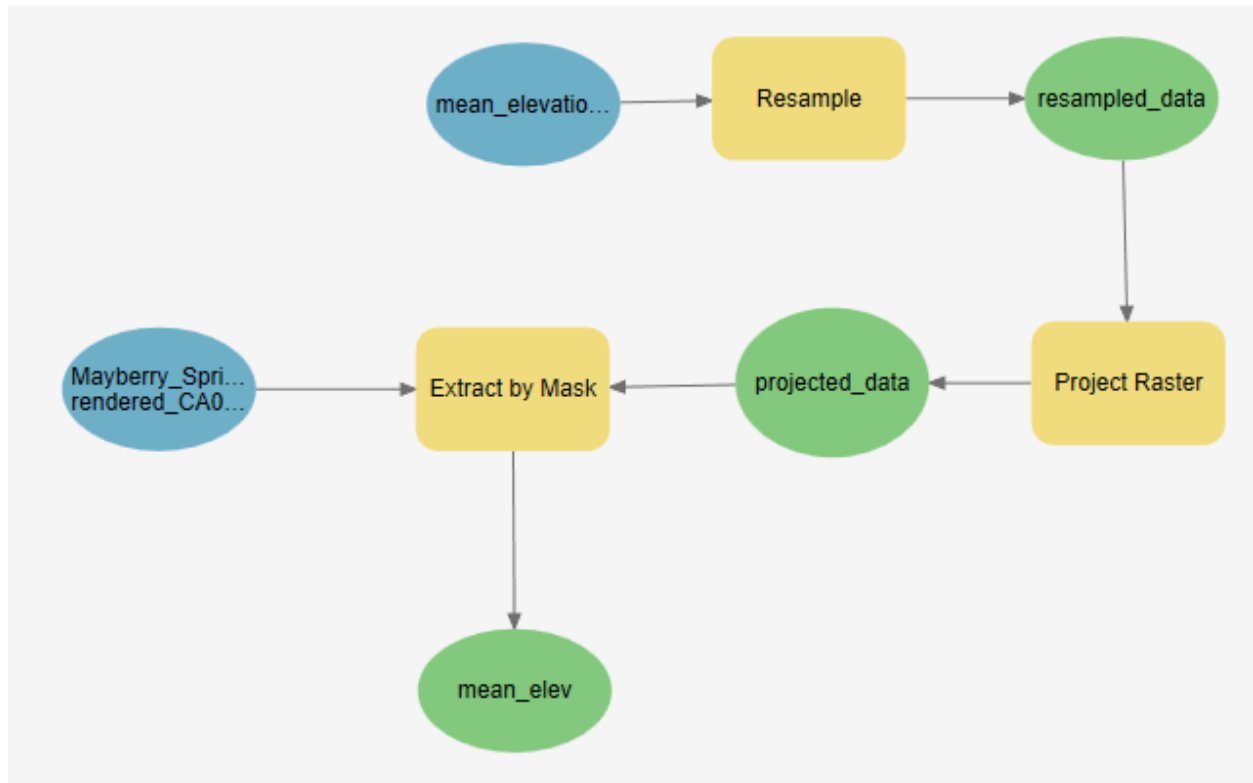 mean_elevatio...
Resample
resampled_data
Mayberry_Spri...
rendered_CA0...
Extract by Mask
projected_data
Project Raster
mean_elev